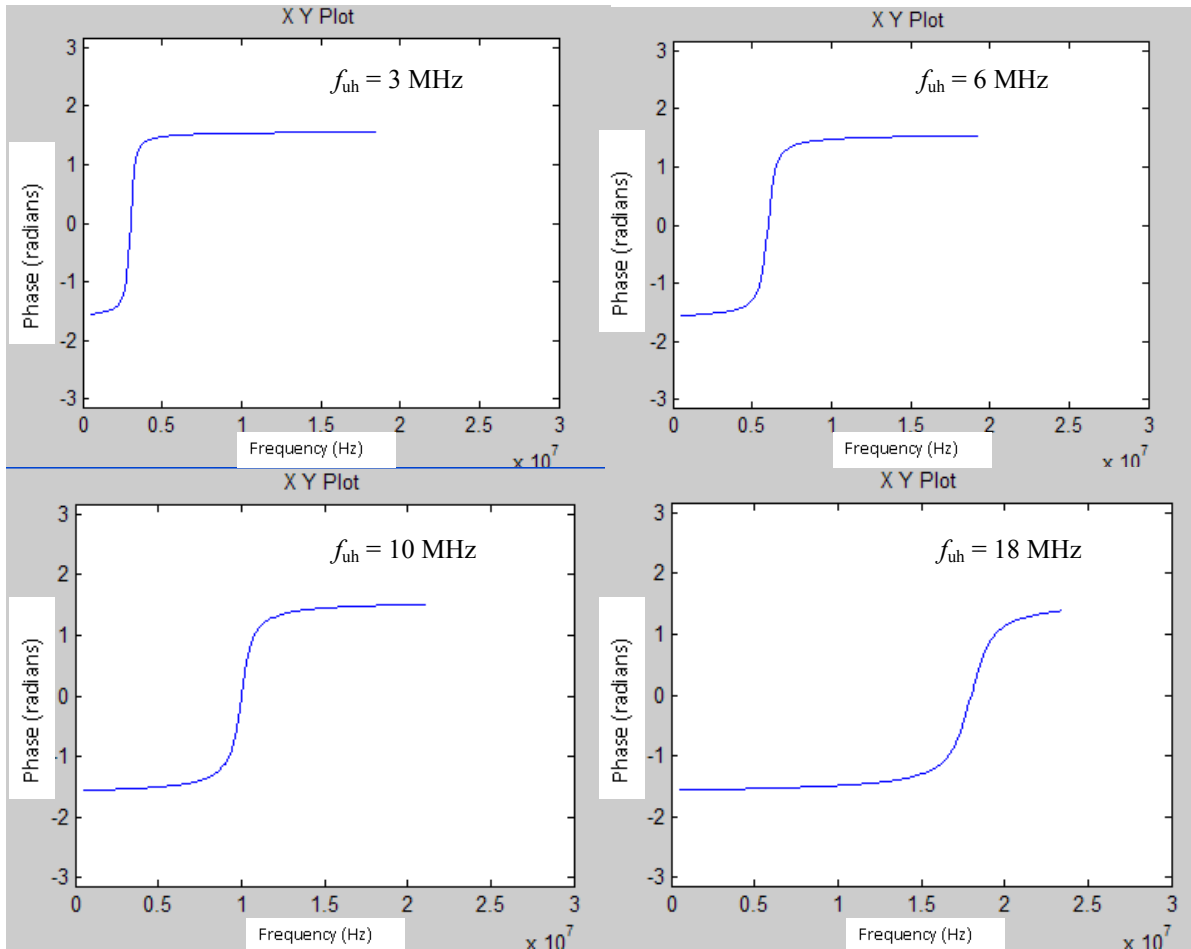 X Y Plot
f_uh = 3 MHz
3
2
1
0
-1
-2
-3
Phase (radians)
0 0.5 1 1.5 2 2.5 3
Frequency (Hz)
x 10^7
X Y Plot
f_uh = 6 MHz
3
2
1
0
-1
-2
-3
Phase (radians)
0 0.5 1 1.5 2 2.5 3
Frequency (Hz)
x 10^7
X Y Plot
f_uh = 10 MHz
3
2
1
0
-1
-2
-3
Phase (radians)
0 0.5 1 1.5 2 2.5 3
Frequency (Hz)
x 10^7
X Y Plot
f_uh = 18 MHz
3
2
1
0
-1
-2
-3
Phase (radians)
0 0.5 1 1.5 2 2.5 3
Frequency (Hz)
x 10^7